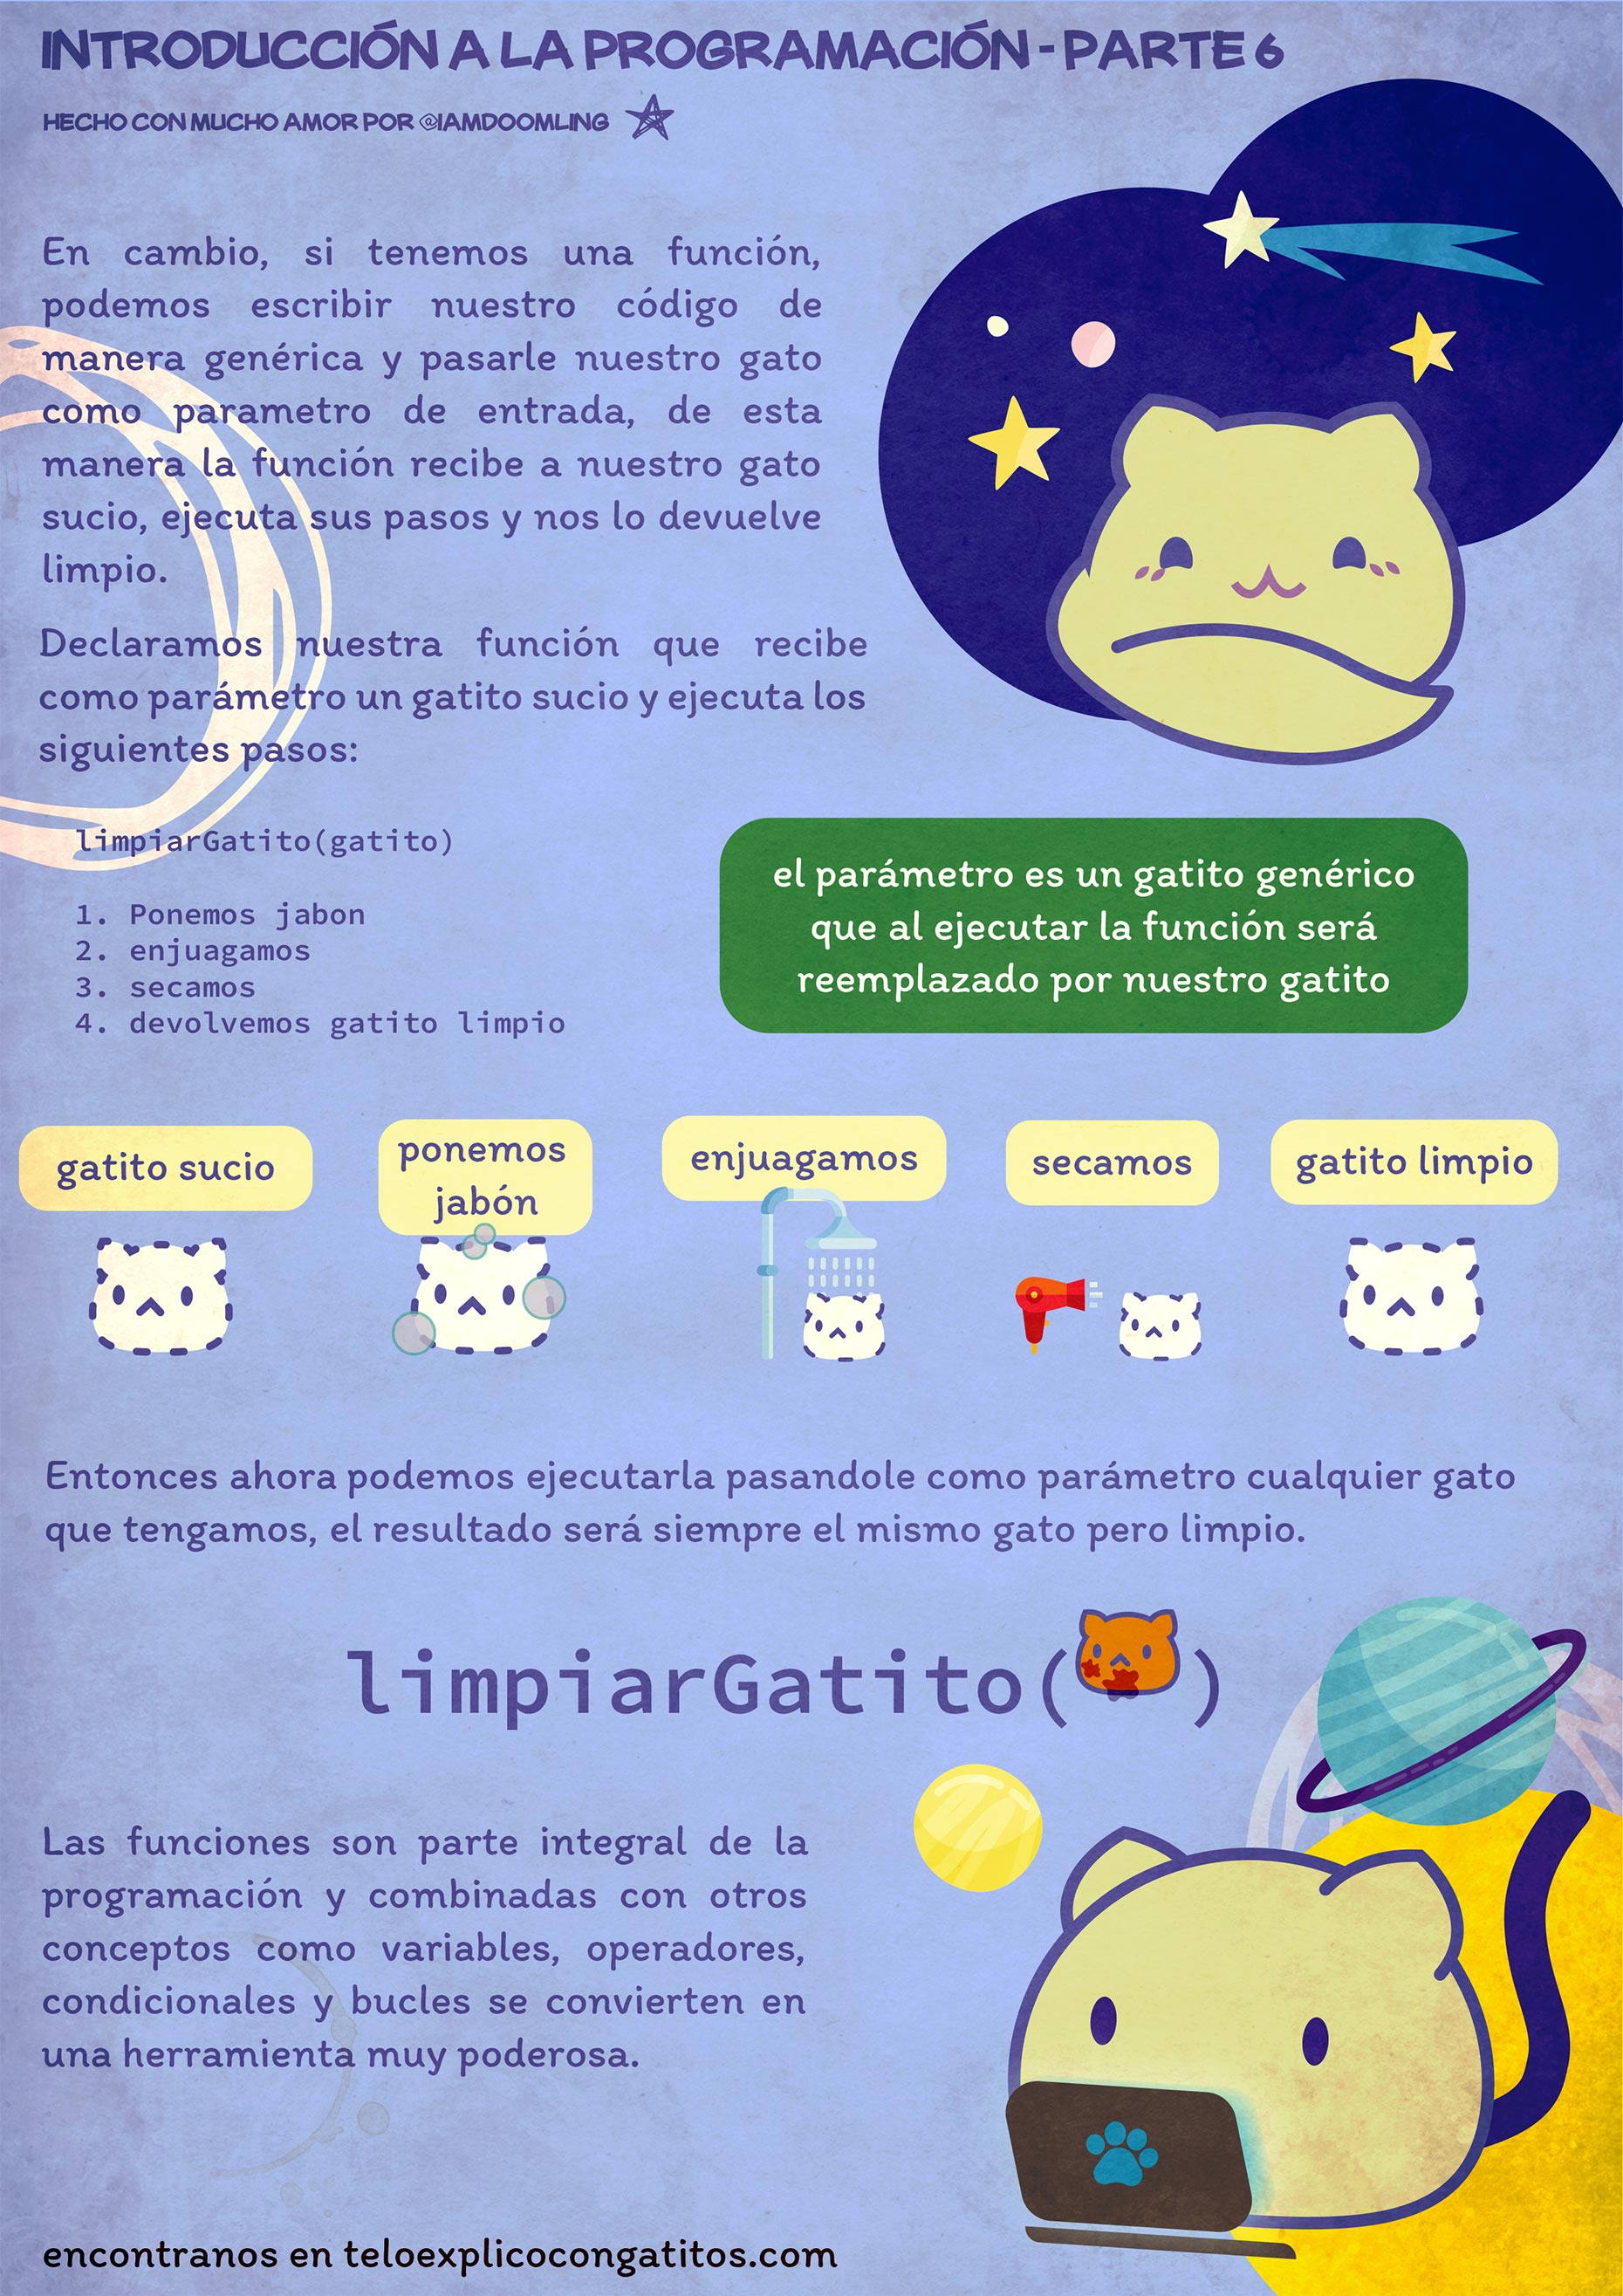 INTRODUCCIÓN A LA PROGRAMACIÓN - PARTE 6
HECHO CON MUCHO AMOR POR @IAMDOOMLING
En cambio, si tenemos una función,
podemos escribir nuestro código de
manera genérica y pasarle nuestro gato
como parametro de entrada, de esta
manera la función recibe a nuestro gato
sucio, ejecuta sus pasos y nos lo devuelve
limpio.
Declaramos nuestra función que recibe
como parámetro un gatito sucio y ejecuta los
siguientes pasos:
limpiarGatito(gatito)
1. Ponemos jabon
2. enjuagamos
3. secamos
4. devolvemos gatito limpio
el parámetro es un gatito genérico
que al ejecutar la función será
reemplazado por nuestro gatito
gatito sucio
ponemos
jabón
enjuagamos
secamos
gatito limpio
Entonces ahora podemos ejecutarla pasandole como parámetro cualquier gato
que tengamos, el resultado será siempre el mismo gato pero limpio.
limpiarGatito( )
Las funciones son parte integral de la
programación y combinadas con otros
conceptos como variables, operadores,
condicionales y bucles se convierten en
una herramienta muy poderosa.
encontranos en teloexplicocongatitos.com